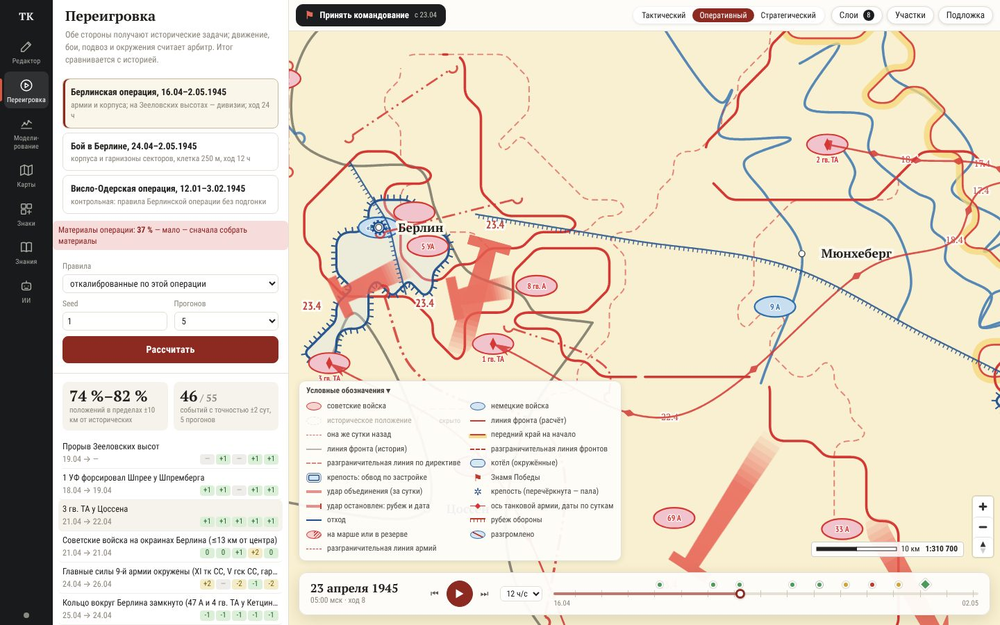 ТК
Редактор
Переигровка
Модели-
рование
Карты
Знаки
Знания
ИИ
Переигровка
Обе стороны получают исторические задачи; движение,
бои, подвоз и окружения считает арбитр. Итог
сравнивается с историей.
Берлинская операция, 16.04–2.05.1945
армии и корпуса; на Зееловских высотах — дивизии; ход 24
ч
Бой в Берлине, 24.04–2.05.1945
корпуса и гарнизоны секторов, клетка 250 м, ход 12 ч
Висло-Одерская операция, 12.01–3.02.1945
контрольная: правила Берлинской операции без подгонки
Материалы операции: 37 % — мало — сначала собрать
материалы
Правила
откалиброванные по этой операции
Seed
Прогонов
1
5
Рассчитать
74 %–82 %
положений в пределах ±10
км от исторических
46 / 55
событий с точностью ±2 сут,
5 прогонов
Прорыв Зееловских высот
19.04 → —
— +1 — +1 +1
1 УФ форсировал Шпрее у Шпремберга
18.04 → 19.04
+1 +1 — +1 +1
3 гв. ТА у Цоссена
21.04 → 22.04
+1 +1 +1 +1 +1
Советские войска на окраинах Берлина (≤13 км от центра)
21.04 → 21.04
0 0 +1 +2 0
Главные силы 9-й армии окружены (XI тк СС, V гск СС, гар…
24.04 → 26.04
+2 — -2 -1 -2
Кольцо вокруг Берлина замкнуто (47 А и 4 гв. ТА у Кетцин…
25.04 → 24.04
-1 -1 -1 -1 -1
Принять командование с 23.04
Тактический
Оперативный
Стратегический
Слои 8
Участки
Подложка
2 гв. ТА
17.4
17.4
18.4
Берлин
5 УА
23.4
Мюнхеберг
8 гв. А
23.4
23.4
9 А
1 гв. ТА
3 гв. ТА
22.4
69 А
33 А
Цоссен
Условные обозначения ▾
советские войска
историческое положение скрыто
она же сутки назад
линия фронта (история)
разграничительная линия по директиве
крепость: обвод по застройке
удар объединения (за сутки)
удар остановлен: рубеж и дата
отход
на марше или в резерве
разграничительная линия армий
немецкие войска
линия фронта (расчёт)
передний край на начало
разграничительная линия фронтов
котёл (окружённые)
Знамя Победы
крепость (перечёркнута — пала)
ось танковой армии, даты по суткам
рубеж обороны
разгромлено
10 км 1:310 700
23 апреля 1945
05:00 мск · ход 8
12 ч/с
16.04
02.05